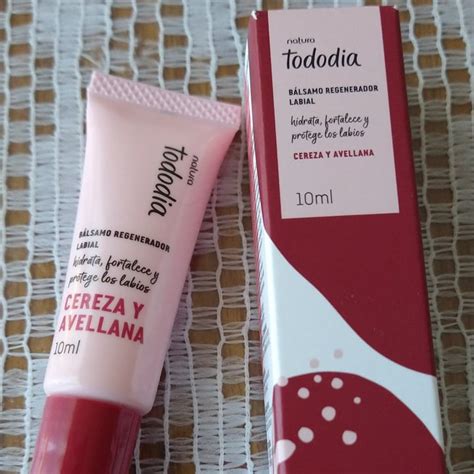 natura
tododia
BÁLSAMO REGENERADOR
LABIAL
hidrata, fortalece y
protege los labios
CEREZA Y
AVELLANA
10ml
natura
tododia
BÁLSAMO REGENERADOR
LABIAL
hidrata, fortalece y
protege los labios
CEREZA Y AVELLANA
10ml